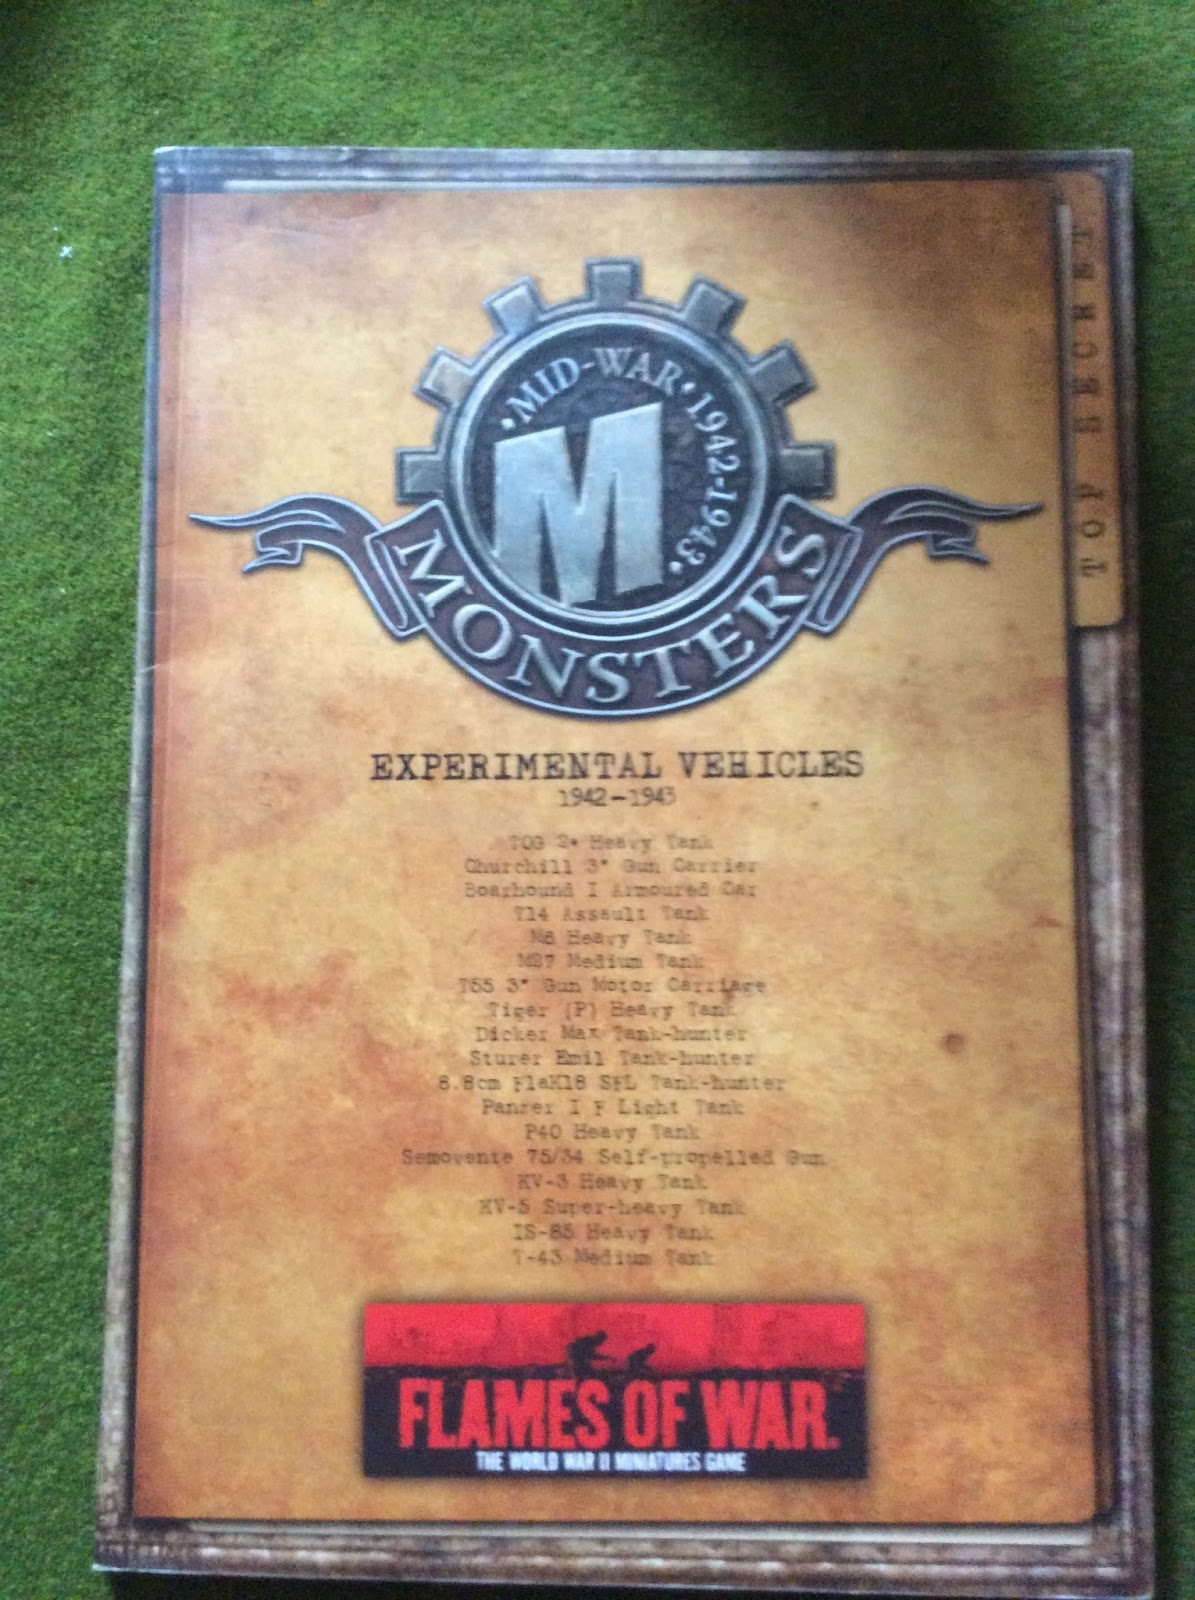 TOP SECRET
• MID-WAR • 1942-1943 •
M
MONSTERS
EXPERIMENTAL VEHICLES
1942-1943
TOG 2* Heavy Tank
Churchill 3" Gun Carrier
Boarhound I Armoured Car
T14 Assault Tank
M6 Heavy Tank
M27 Medium Tank
T55 3" Gun Motor Carriage
Tiger (P) Heavy Tank
Dicker Max Tank-hunter
Sturer Emil Tank-hunter
8.8cm FlaK18 SFL Tank-hunter
Panzer I F Light Tank
P40 Heavy Tank
Semovente 75/34 Self-propelled Gun
KV-3 Heavy Tank
KV-5 Super-heavy Tank
IS-85 Heavy Tank
T-43 Medium Tank
FLAMES OF WAR
THE WORLD WAR II MINIATURES GAME